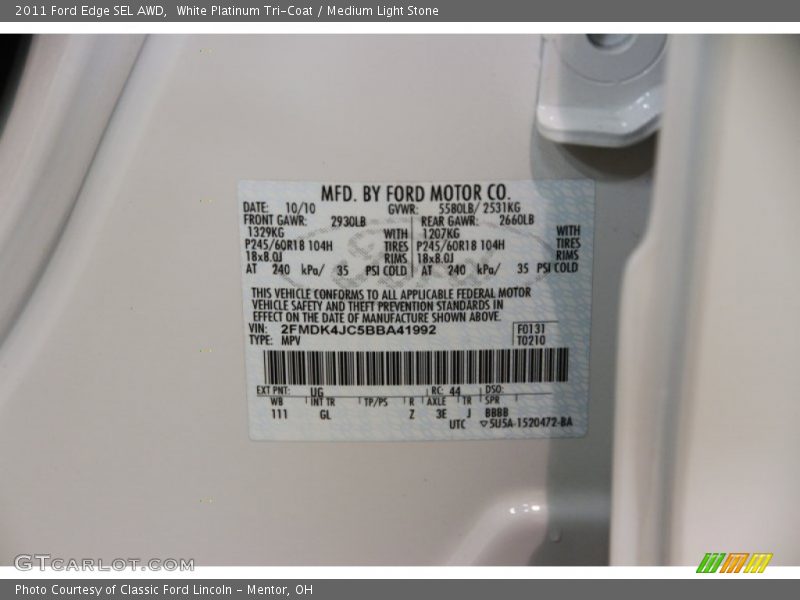 2011 Ford Edge SEL AWD, White Platinum Tri-Coat / Medium Light Stone
MFD. BY FORD MOTOR CO.
DATE: 10/10 GVWR: 5580LB/ 2531KG
FRONT GAWR: 2930LB REAR GAWR: 2660LB
1329KG WITH 1207KG WITH
P245/60R18 104H TIRES P245/60R18 104H TIRES
18x8.0J RIMS 18x8.0J RIMS
AT 240 kPa/ 35 PSI COLD AT 240 kPa/ 35 PSI COLD
THIS VEHICLE CONFORMS TO ALL APPLICABLE FEDERAL MOTOR
VEHICLE SAFETY AND THEFT PREVENTION STANDARDS IN
EFFECT ON THE DATE OF MANUFACTURE SHOWN ABOVE.
VIN: 2FMDK4JC5BBA41992 F0131
TYPE: MPV T0210
EXT PNT: UG RC: 44 DSO:
WB INT TR TP/PS R AXLE TR SPR
111 GL Z 3E J BBBB
UTC ▽5U5A-1520472-BA
GTCARLOT.COM
Photo Courtesy of Classic Ford Lincoln - Mentor, OH